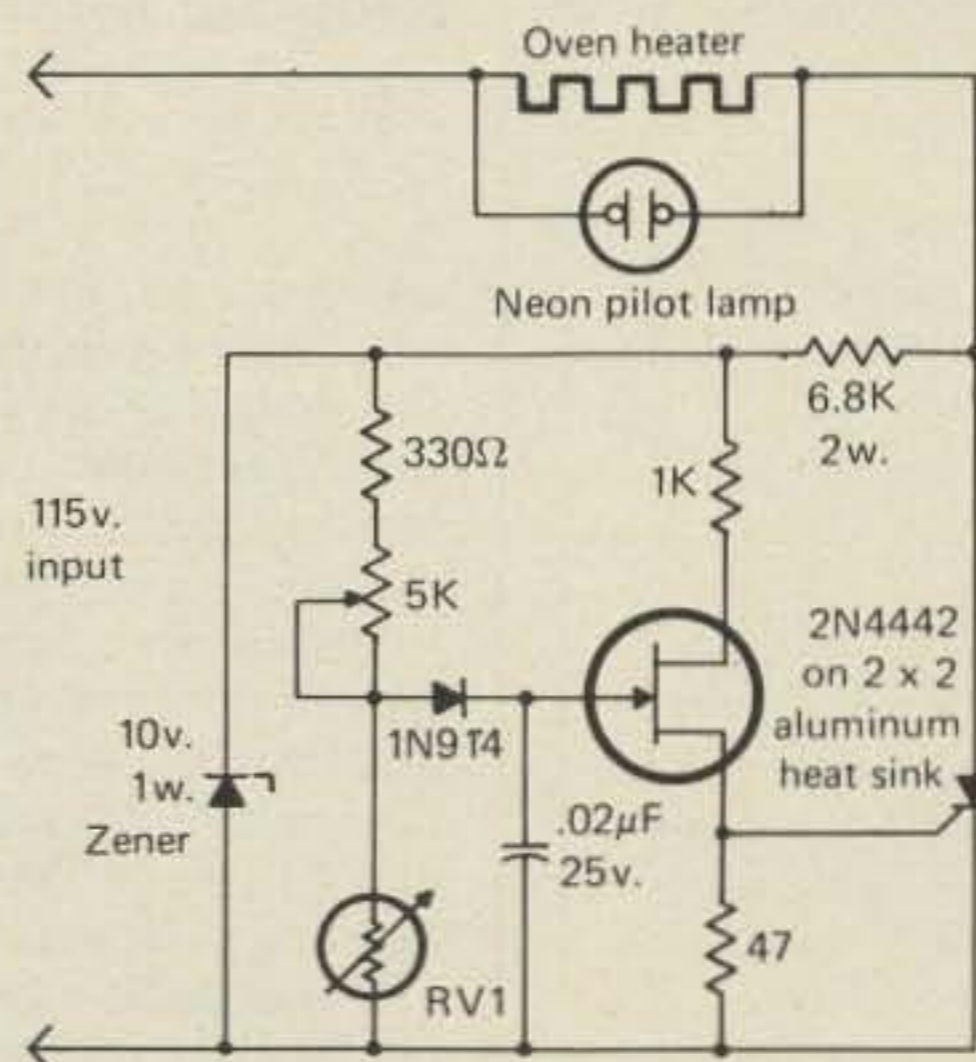 Oven heater
Neon pilot lamp
6.8K
2w.
330Ω
1K
115v.
input
5K
2N4442
on 2 x 2
aluminum
heat sink
1N914
10v.
1w.
Zener
.02µF
25v.
47
RV1